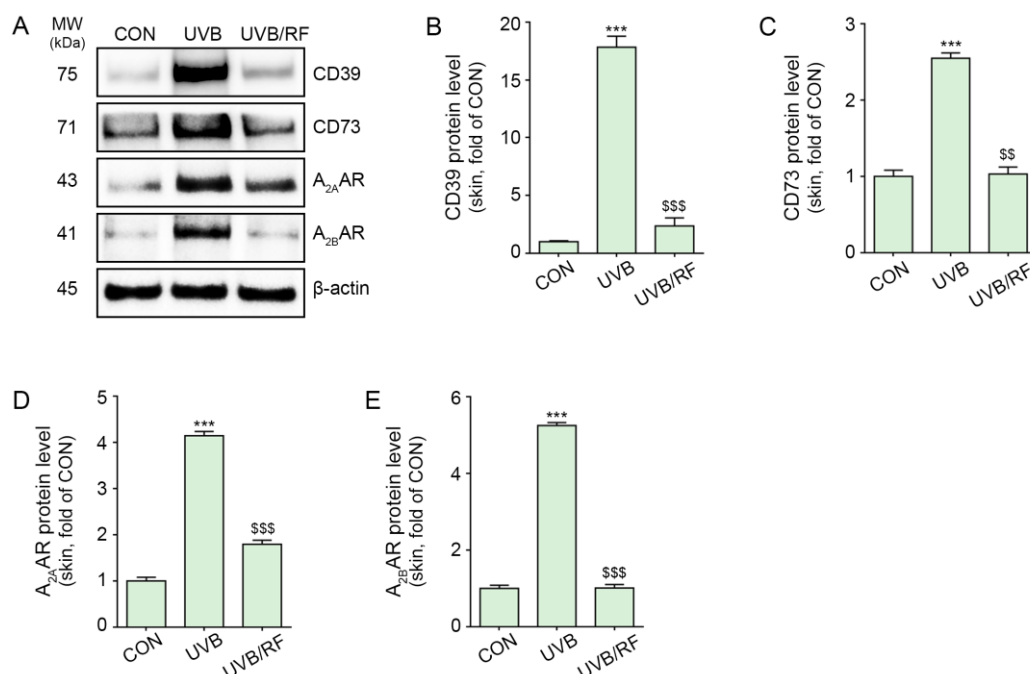 A
MW
(kDa)
CON UVB UVB/RF
75 CD39
71 CD73
43 A2AAR
41 A2BAR
45 β-actin
B
CD39 protein level
(skin, fold of CON)
20
15
10
5
0
***
$$$
CON UVB UVB/RF
C
CD73 protein level
(skin, fold of CON)
3
2
1
0
***
$$
CON UVB UVB/RF
D
A2AAR protein level
(skin, fold of CON)
5
4
3
2
1
0
***
$$$
CON UVB UVB/RF
E
A2BAR protein level
(skin, fold of CON)
6
4
2
0
***
$$$
CON UVB UVB/RF